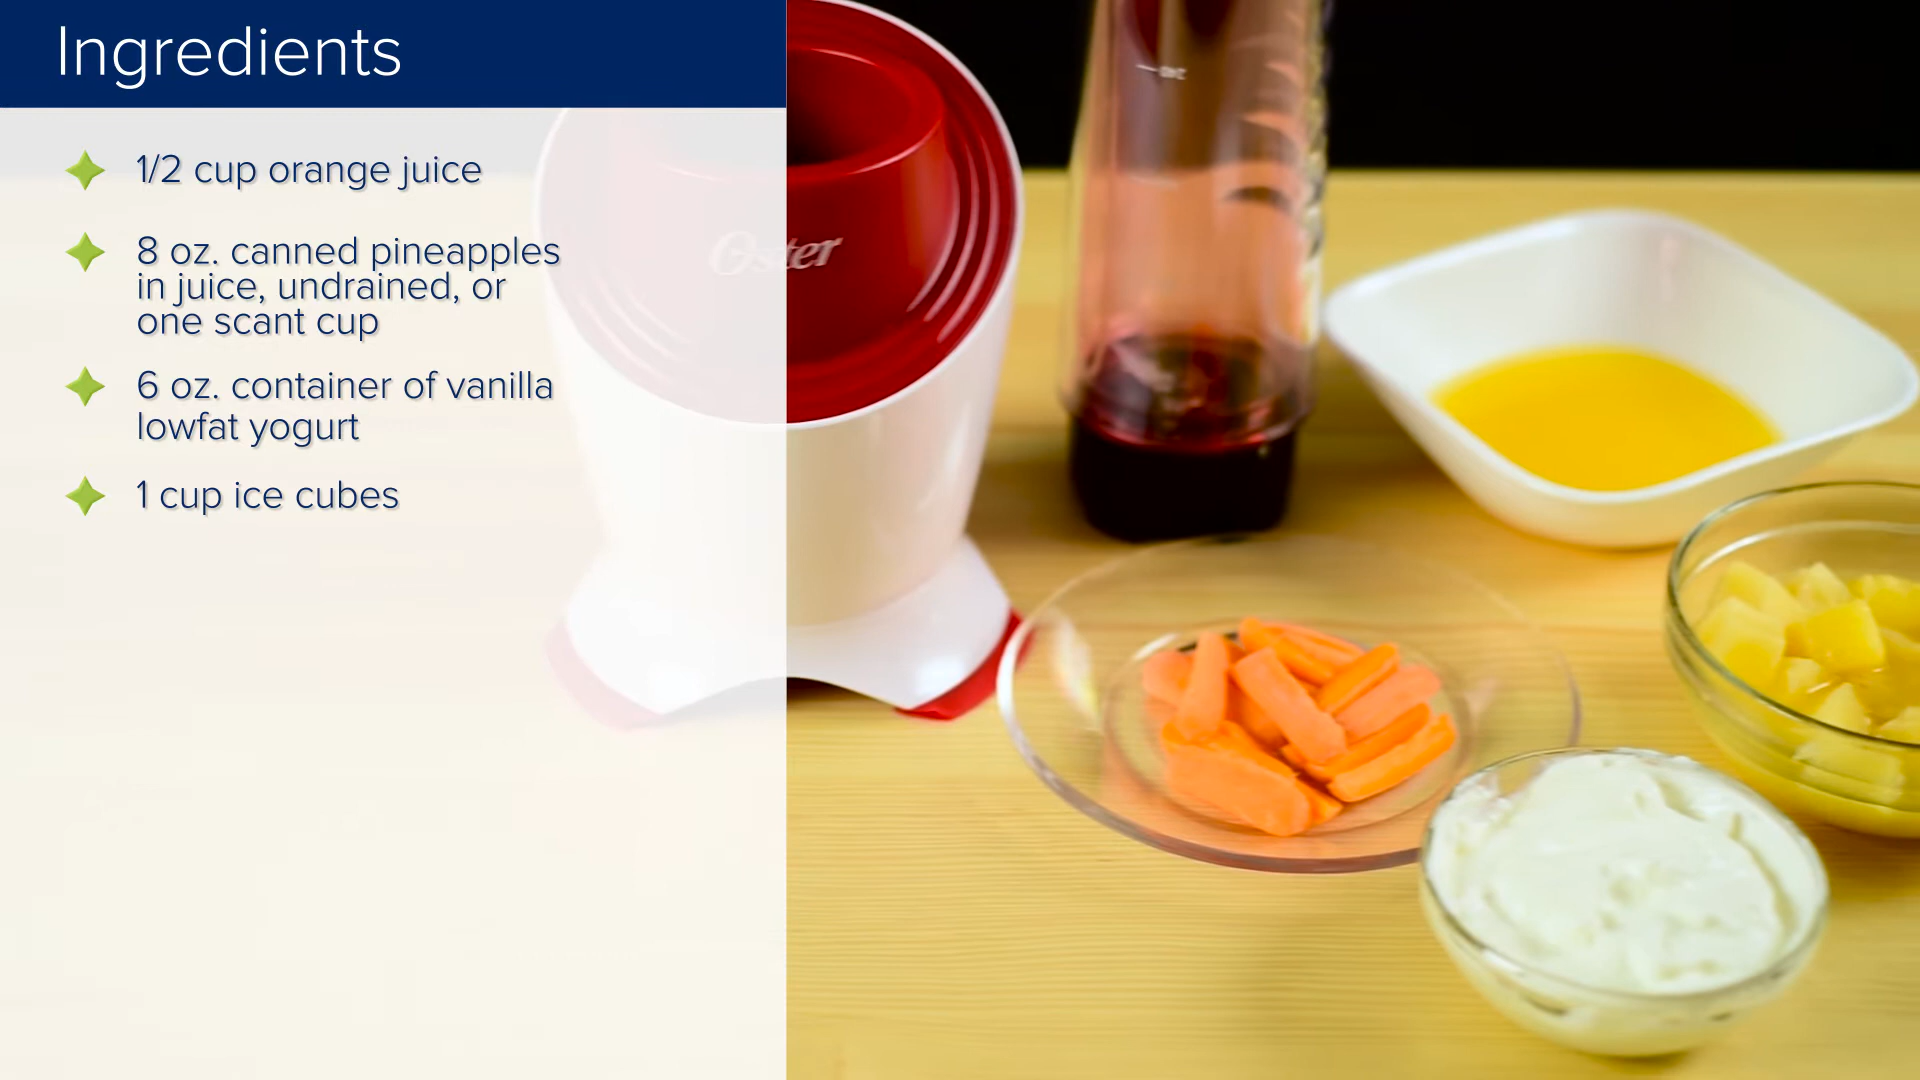 Ingredients
1/2 cup orange juice
8 oz. canned pineapples
in juice, undrained, or
one scant cup
6 oz. container of vanilla
lowfat yogurt
1 cup ice cubes
Oster